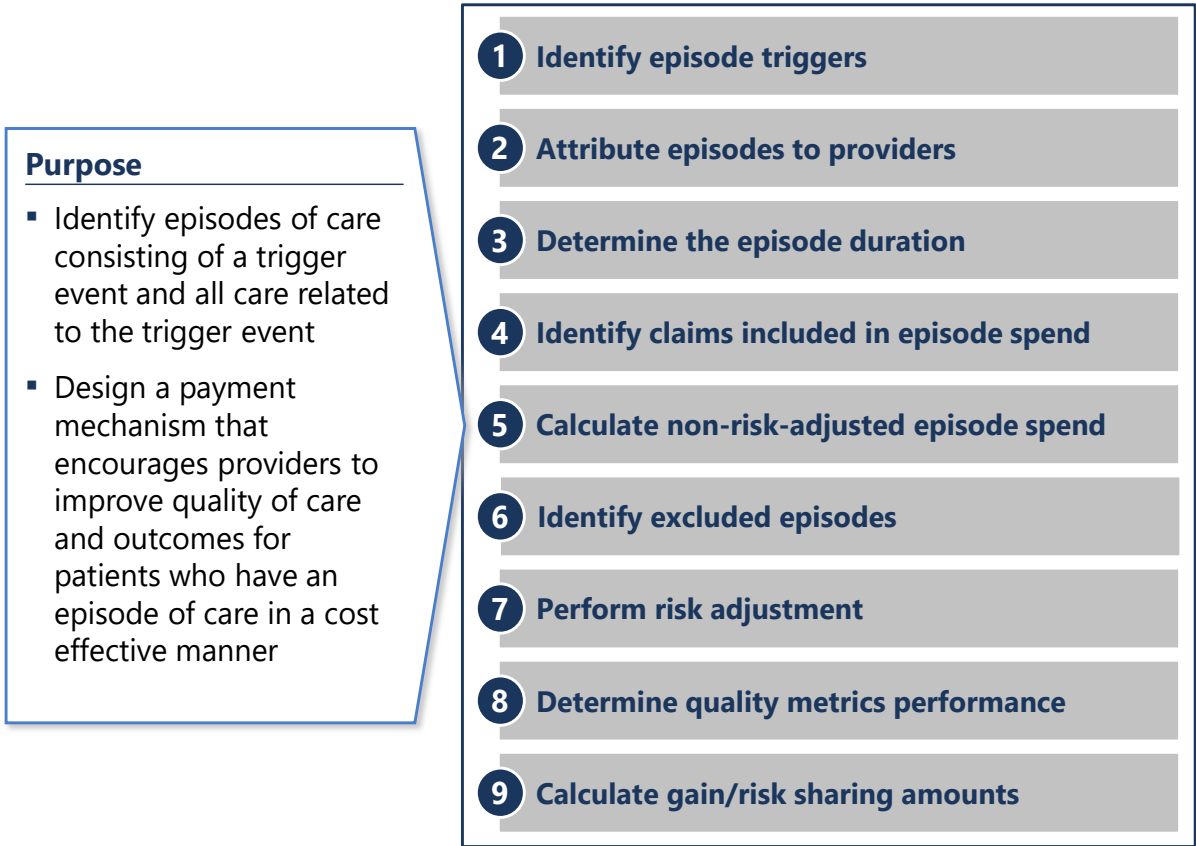 Purpose
▪ Identify episodes of care
consisting of a trigger
event and all care related
to the trigger event
▪ Design a payment
mechanism that
encourages providers to
improve quality of care
and outcomes for
patients who have an
episode of care in a cost
effective manner
1 Identify episode triggers
2 Attribute episodes to providers
3 Determine the episode duration
4 Identify claims included in episode spend
5 Calculate non-risk-adjusted episode spend
6 Identify excluded episodes
7 Perform risk adjustment
8 Determine quality metrics performance
9 Calculate gain/risk sharing amounts